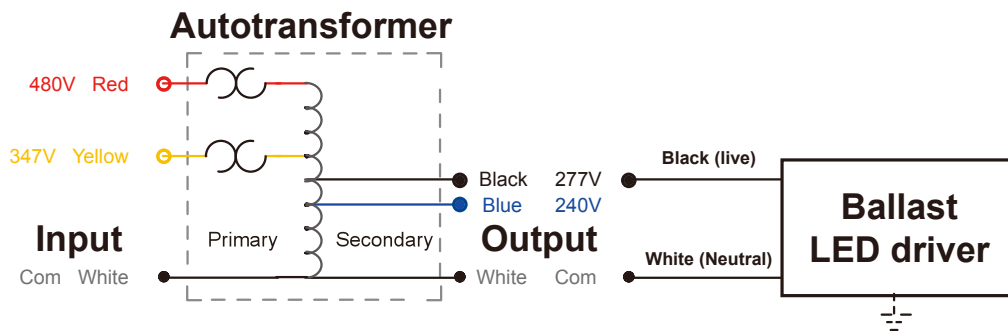 Autotransformer
480V Red
347V Yellow
Black (live)
Black 277V
Blue 240V
Ballast
LED driver
Input
Primary
Secondary
Output
White (Neutral)
Com White
White Com